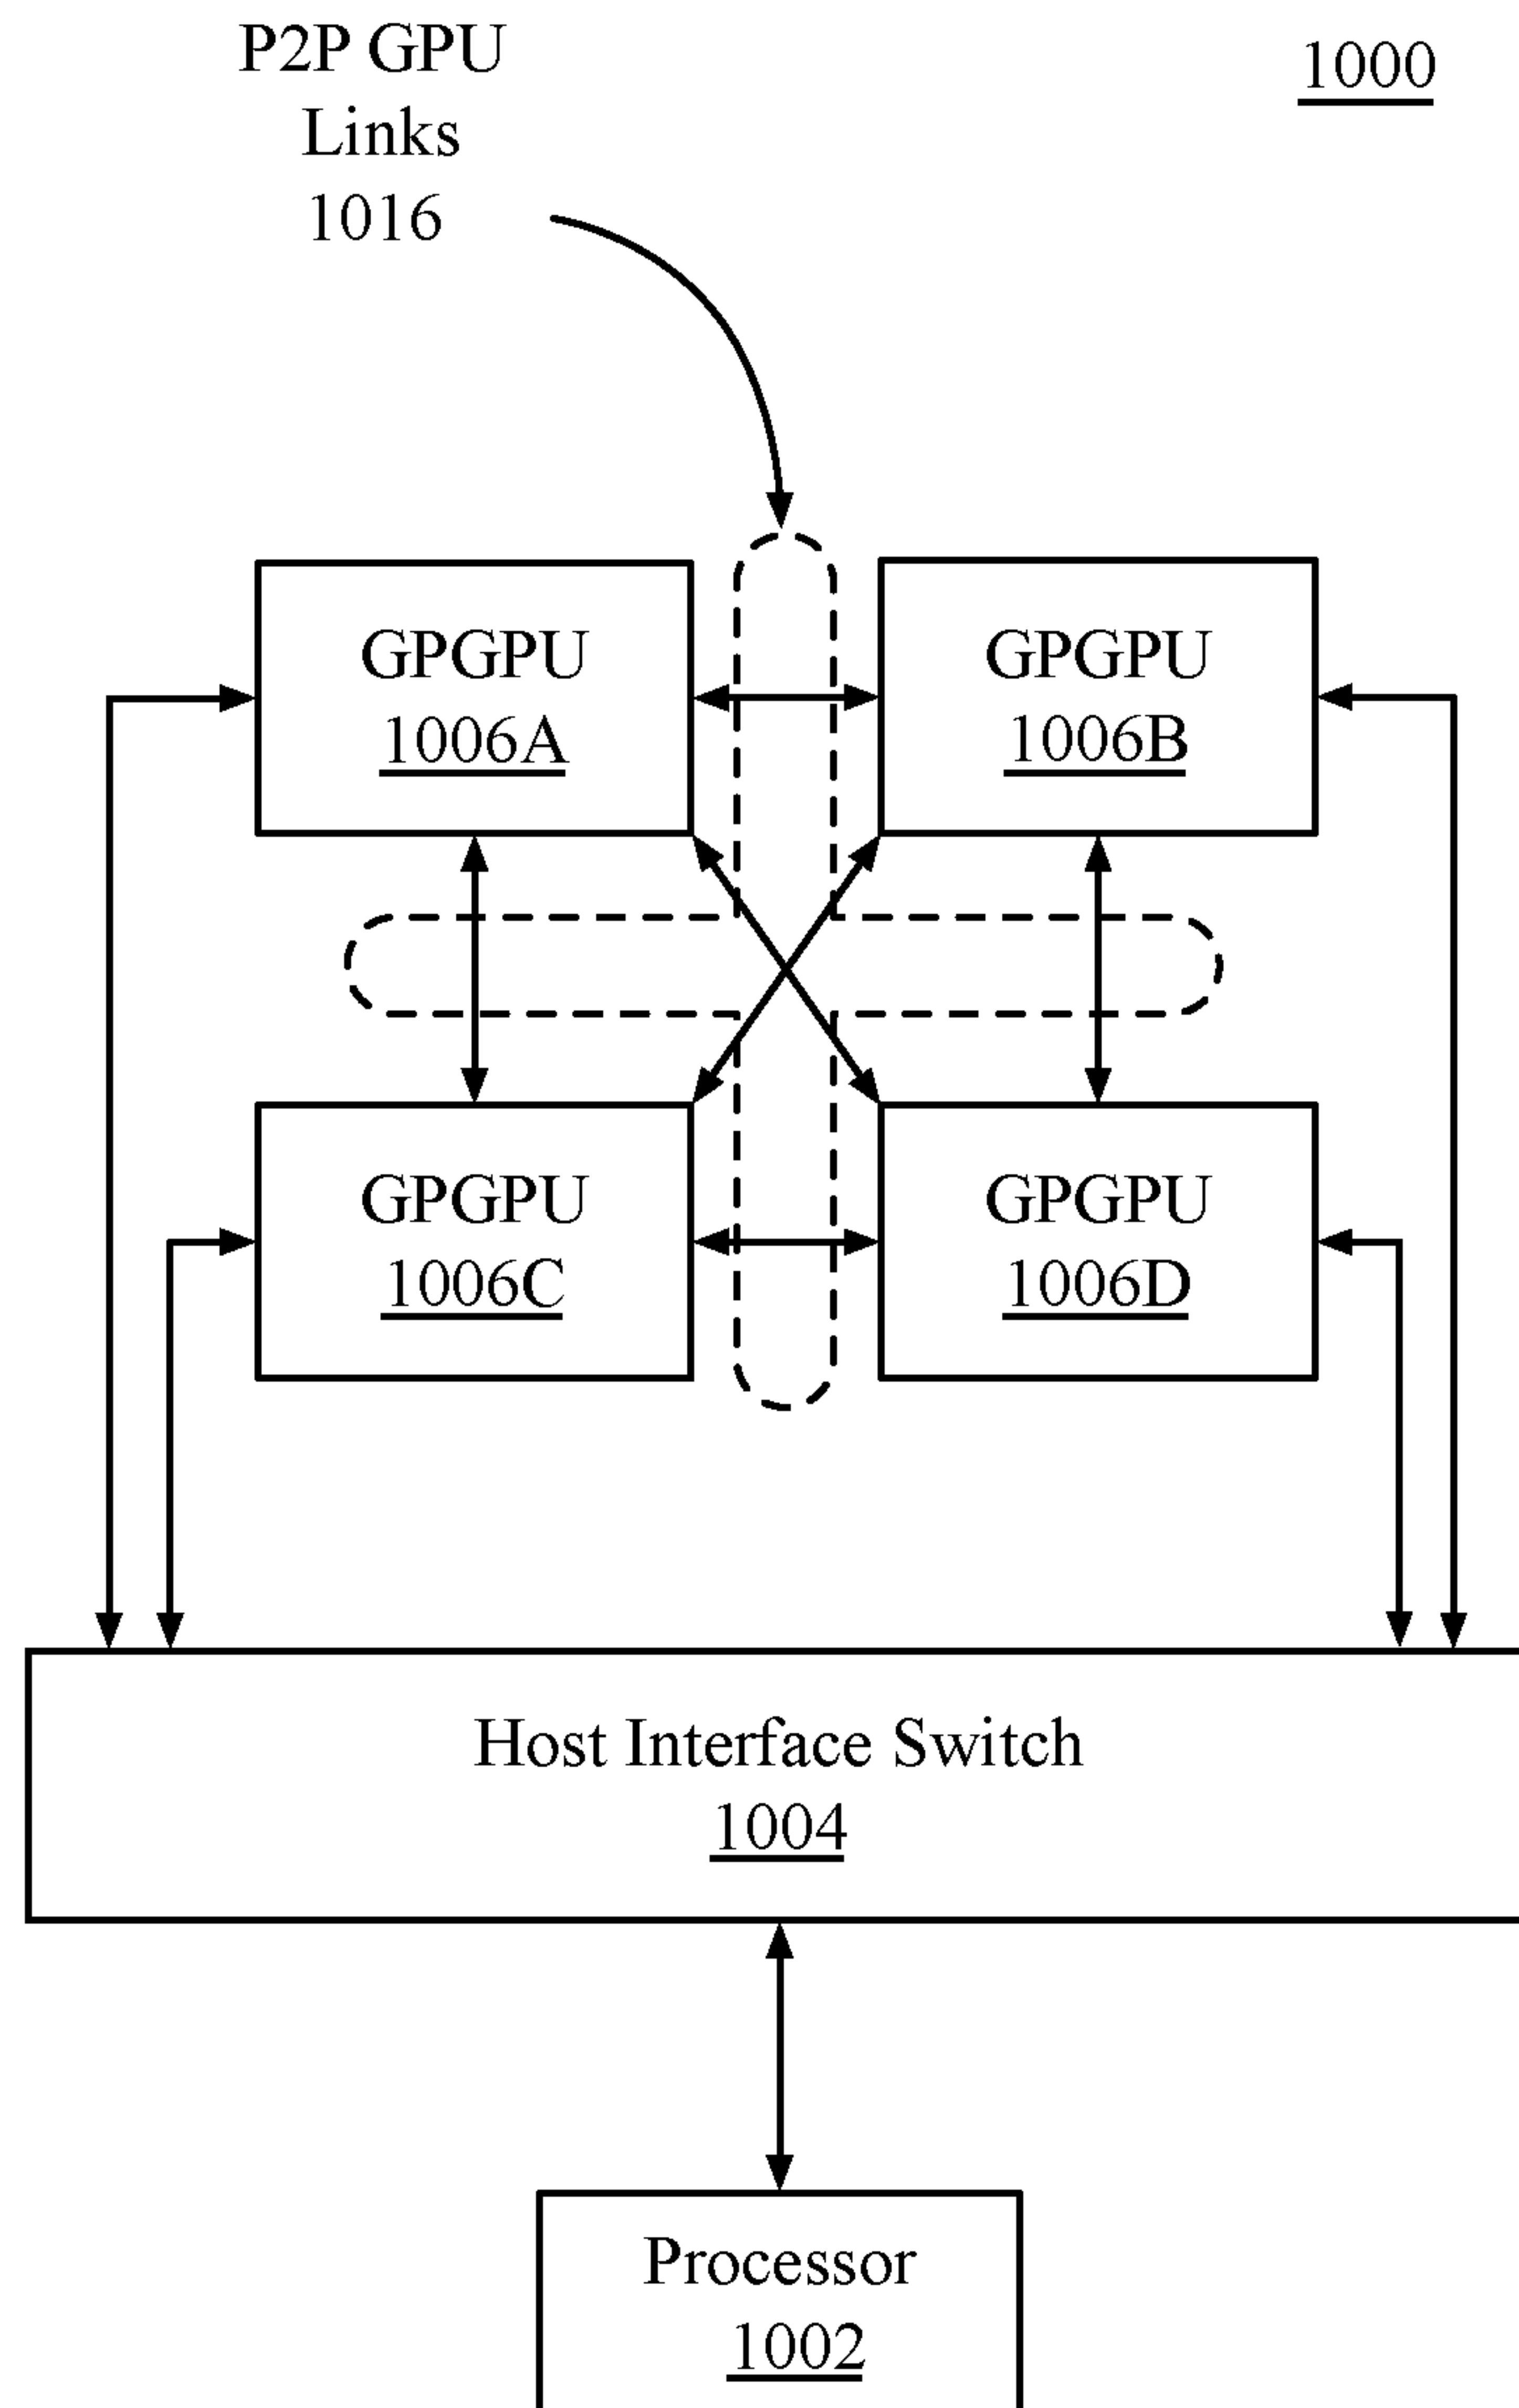 P2P GPU
Links
1016
1000
GPGPU
1006A
GPGPU
1006B
GPGPU
1006C
GPGPU
1006D
Host Interface Switch
1004
Processor
1002